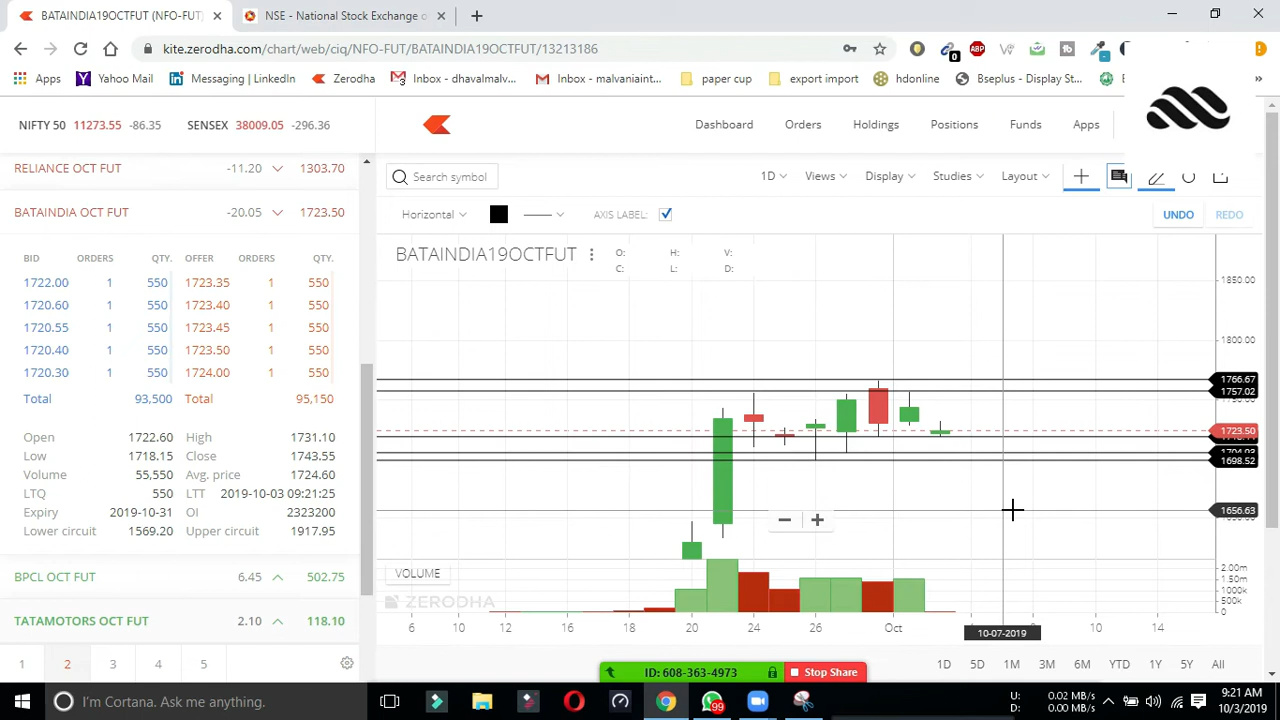 BATAINDIA19OCTFUT (NFO-FUT)
NSE - National Stock Exchange o
kite.zerodha.com/chart/web/ciq/NFO-FUT/BATAINDIA19OCTFUT/13213186
Apps Yahoo Mail Messaging | LinkedIn Zerodha Inbox - dhavalmalv... Inbox - malvaniaint... paper cup export import hdonline Bseplus - Display St...
NIFTY 50 11273.55 -86.35 SENSEX 38009.05 -296.36
Dashboard Orders Holdings Positions Funds Apps
RELIANCE OCT FUT -11.20 1303.70
BATAINDIA OCT FUT -20.05 1723.50
BID ORDERS QTY. OFFER ORDERS QTY.
1722.00 1 550 1723.35 1 550
1720.60 1 550 1723.40 1 550
1720.55 1 550 1723.45 1 550
1720.40 1 550 1723.50 1 550
1720.30 1 550 1724.00 1 550
Total 93,500 Total 95,150
Open 1722.60 High 1731.10
Low 1718.15 Close 1743.55
Volume 55,550 Avg. price 1724.60
LTQ 550 LTT 2019-10-03 09:21:25
Expiry 2019-10-31 OI 2323200
Lower circuit 1569.20 Upper circuit 1917.95
BPCL OCT FUT 6.45 502.75
TATAMOTORS OCT FUT 2.10 118.10
1 2 3 4 5
Search symbol 1D Views Display Studies Layout
Horizontal AXIS LABEL: UNDO REDO
BATAINDIA19OCTFUT O: H: V:
C: L: D:
1850.00
1800.00
1766.67
1757.02
1723.50
1698.52
1656.63
VOLUME
2.00m
1.50m
1000k
500k
0
ZERODHA
6 10 12 16 18 20 24 26 Oct 10 14
10-07-2019
1D 5D 1M 3M 6M YTD 1Y 5Y All
ID: 608-363-4973 Stop Share
I'm Cortana. Ask me anything.
99
U: 0.02 MB/s
D: 0.00 MB/s
9:21 AM
10/3/2019